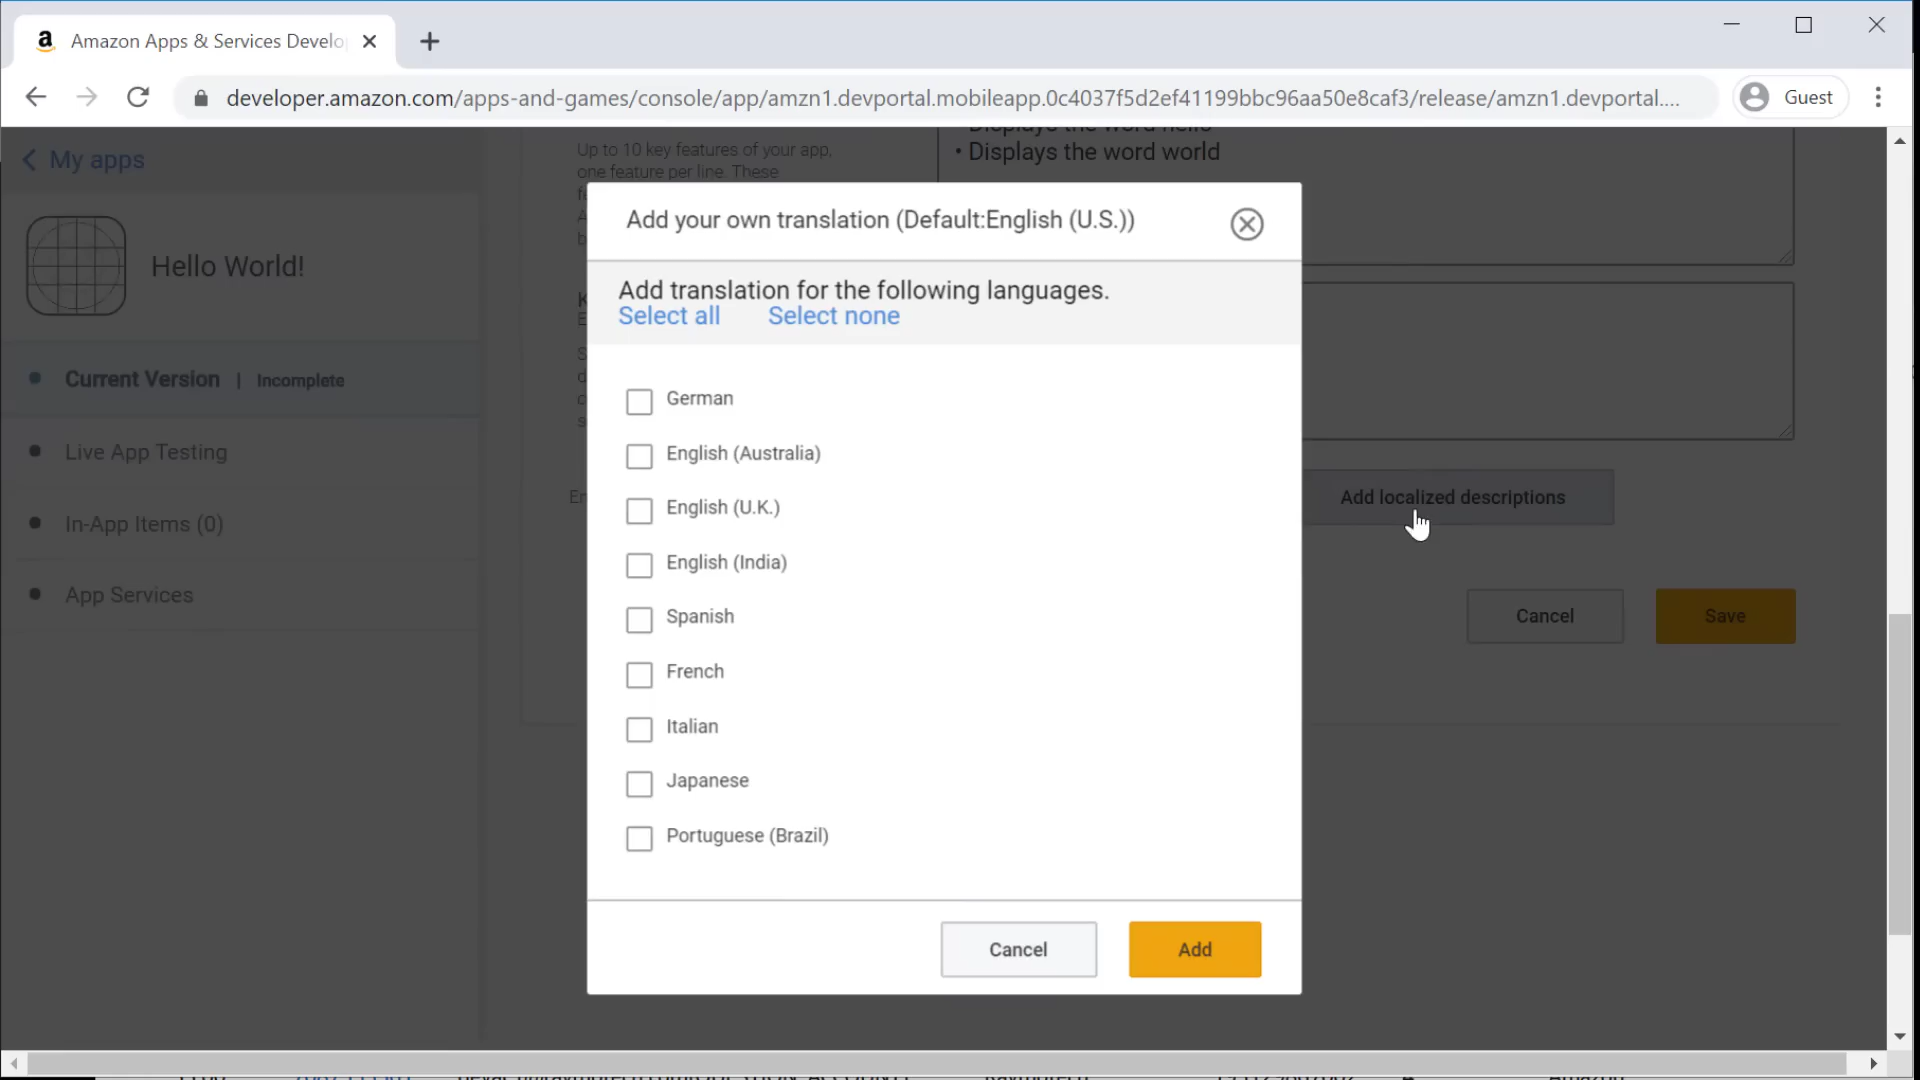 Amazon Apps & Services Develo
developer.amazon.com/apps-and-games/console/app/amzn1.devportal.mobileapp.0c4037f5d2ef41199bbc96aa50e8caf3/release/amzn1.devportal....
Guest
My apps
Hello World!
Current Version | Incomplete
Live App Testing
In-App Items (0)
App Services
Up to 10 key features of your app,
one feature per line. These
• Displays the word hello
• Displays the word world
Add your own translation (Default:English (U.S.))
Add translation for the following languages.
Select all Select none
German
English (Australia)
English (U.K.)
English (India)
Spanish
French
Italian
Japanese
Portuguese (Brazil)
Cancel Add
Add localized descriptions
Cancel Save